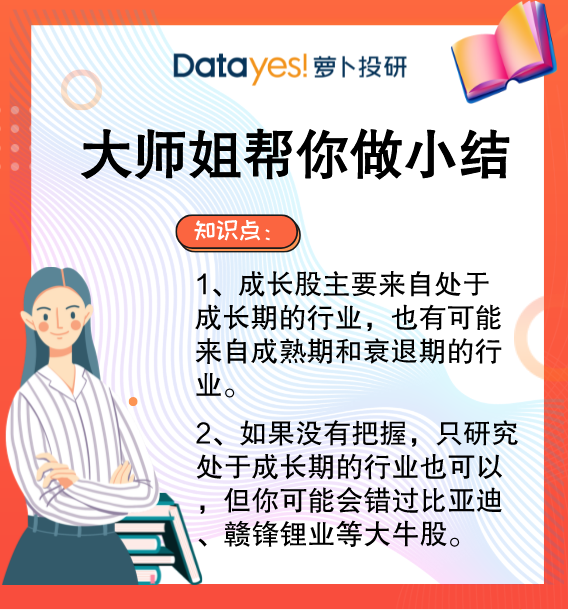 Datayes! 萝卜投研
大师姐帮你做小结
知识点：
1、成长股主要来自处于
成长期的行业，也有可能
来自成熟期和衰退期的行
业。
2、如果没有把握，只研究
处于成长期的行业也可以
，但你可能会错过比亚迪
、赣锋锂业等大牛股。